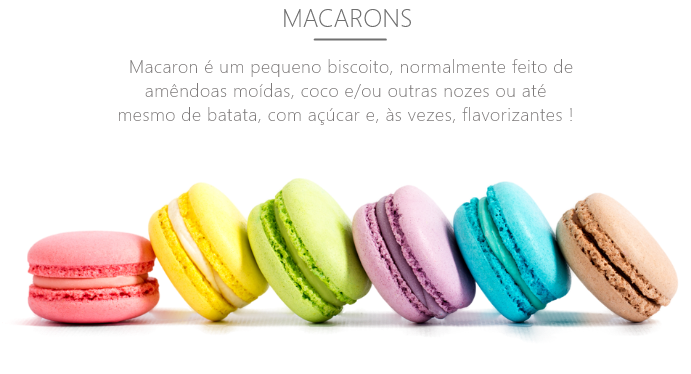 MACARONS
Macaron é um pequeno biscoito, normalmente feito de
amêndoas moídas, coco e/ou outras nozes ou até
mesmo de batata, com açúcar e, às vezes, flavorizantes !